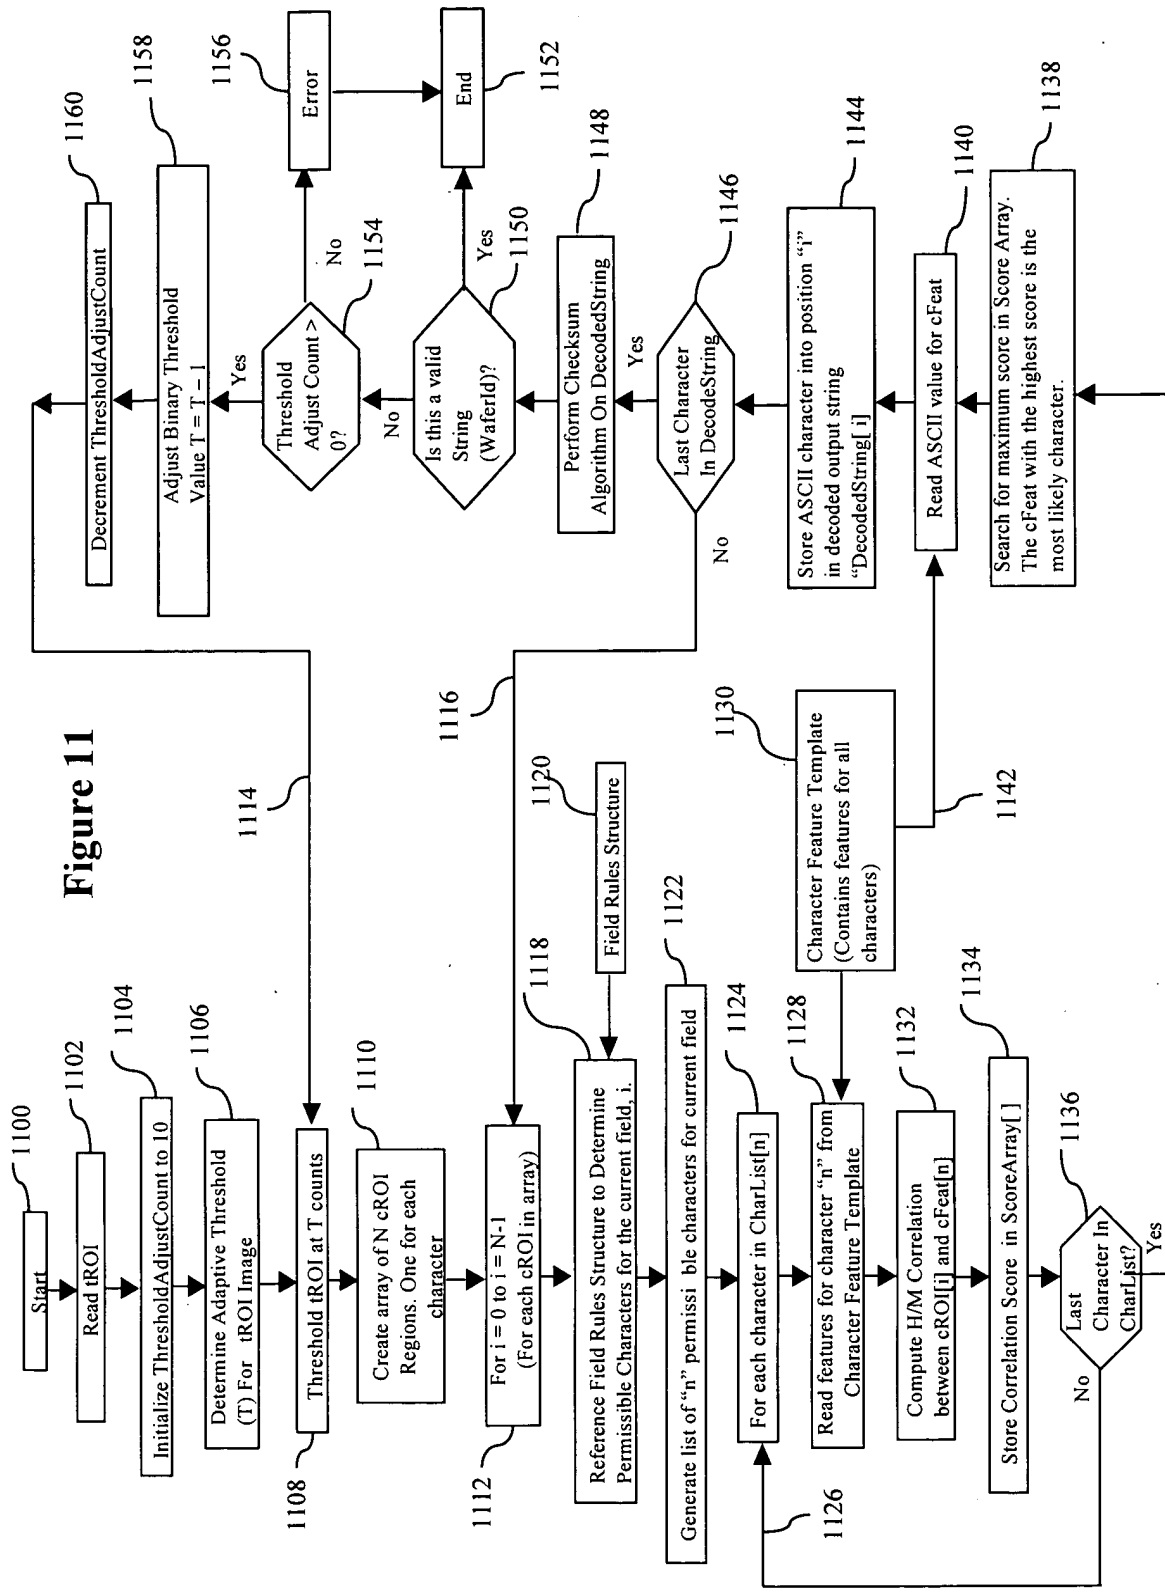 Figure 11
1100
Start
1102
Read tROI
1104
Initialize ThresholdAdjustCount to 10
1106
Determine Adaptive Threshold
(T) For tROI Image
1108
Threshold tROI at T counts
1110
Create array of N cROI
Regions. One for each
character
1112
For i = 0 to i = N-1
(For each cROI in array)
1114
1116
1118
Reference Field Rules Structure to Determine
Permissible Characters for the current field, i.
1120
Field Rules Structure
1122
Generate list of "n" permissi ble characters for current field
1124
For each character in CharList[n]
1126
1128
Read features for character "n" from
Character Feature Template
1130
Character Feature Template
(Contains features for all
characters)
1132
Compute H/M Correlation
between cROI[i] and cFeat[n]
1134
Store Correlation Score in ScoreArray[ ]
1136
Last
Character In
CharList?
No
Yes
1138
Search for maximum score in Score Array.
The cFeat with the highest score is the
most likely character.
1140
Read ASCII value for cFeat
1142
1144
Store ASCII character into position "i"
in decoded output string
"DecodedString[ i]
1146
Last Character
In DecodeString
No
Yes
1148
Perform Checksum
Algorithm On DecodedString
1150
Is this a valid
String
(WaferId)?
Yes
No
1152
End
1154
Threshold
Adjust Count >
0?
No
Yes
1156
Error
1158
Adjust Binary Threshold
Value T = T – 1
1160
Decrement ThresholdAdjustCount